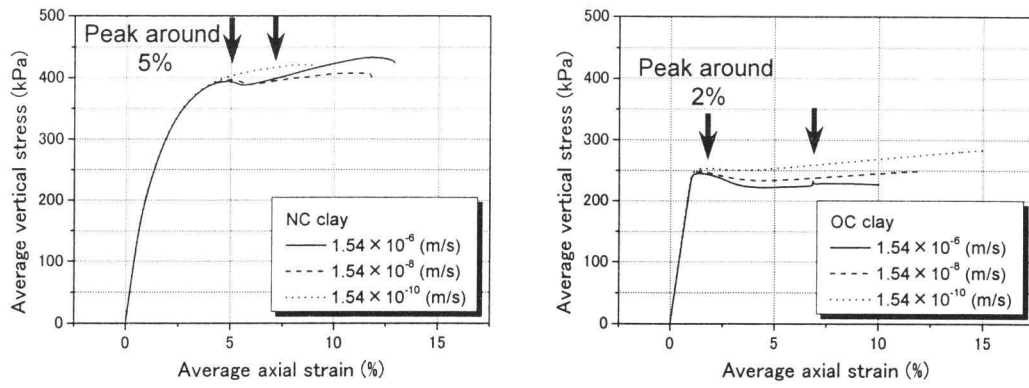 500
400
300
200
100
0
Average vertical stress (kPa)
Peak around
5%
NC clay
1.54 × 10⁻⁶ (m/s)
1.54 × 10⁻⁸ (m/s)
1.54 × 10⁻¹⁰ (m/s)
0 5 10 15
Average axial strain (%)
500
400
300
200
100
0
Average vertical stress (kPa)
Peak around
2%
OC clay
1.54 × 10⁻⁶ (m/s)
1.54 × 10⁻⁸ (m/s)
1.54 × 10⁻¹⁰ (m/s)
0 5 10 15
Average axial strain (%)